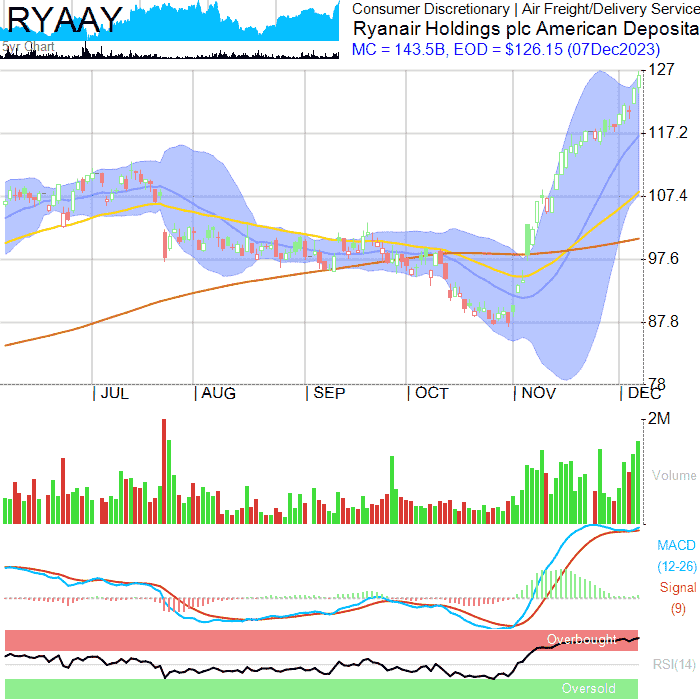 RYAAY
5yr Chart
Consumer Discretionary | Air Freight/Delivery Service
Ryanair Holdings plc American Deposita
MC = 143.5B, EOD = $126.15 (07Dec2023)
127
117.2
107.4
97.6
87.8
78
JUL AUG SEP OCT NOV DEC
2M
Volume
MACD
(12-26)
Signal
(9)
Overbought
RSI(14)
Oversold